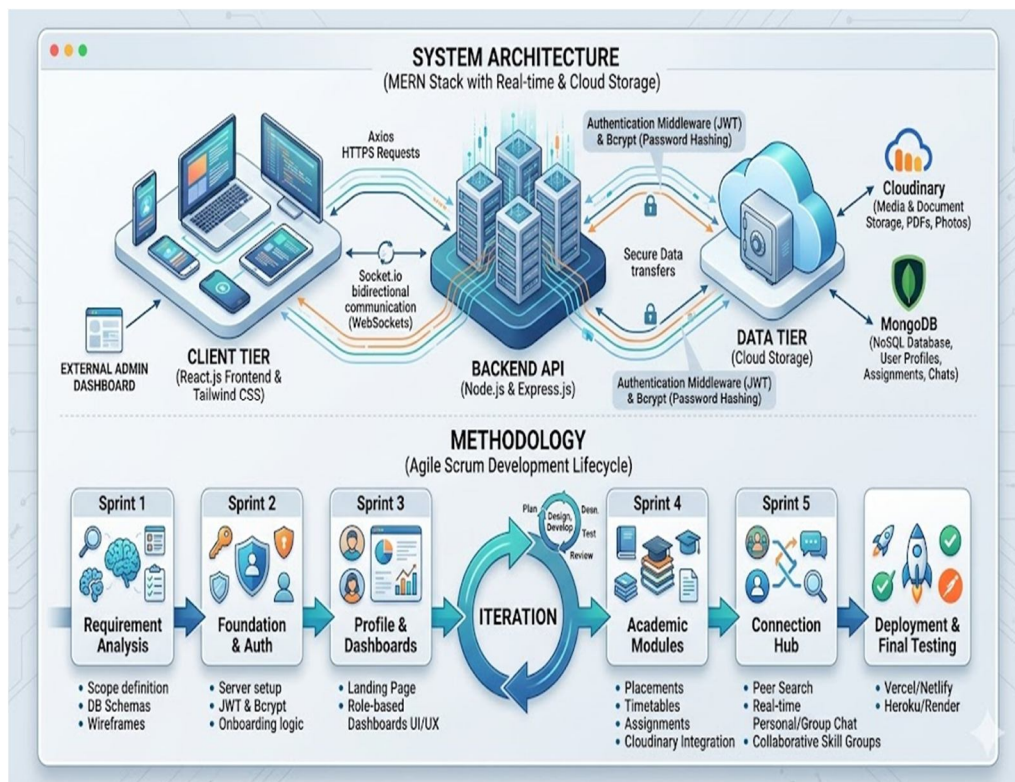 SYSTEM ARCHITECTURE
(MERN Stack with Real-time & Cloud Storage)
Axios
HTTPS Requests
Authentication Middleware (JWT)
& Bcrypt (Password Hashing)
Cloudinary
(Media & Document
Storage, PDFs, Photos)
Socket.io
bidirectional
communication
(WebSockets)
Secure Data
transfers
EXTERNAL ADMIN
DASHBOARD
CLIENT TIER
(React.js Frontend &
Tailwind CSS)
BACKEND API
(Node.js & Express.js)
DATA TIER
(Cloud Storage)
MongoDB
(NoSQL Database,
User Profiles,
Assignments, Chats)
Authentication Middleware (JWT)
& Bcrypt (Password Hashing)
METHODOLOGY
(Agile Scrum Development Lifecycle)
Sprint 1
Requirement
Analysis
• Scope definition
• DB Schemas
• Wireframes
Sprint 2
Foundation
& Auth
• Server setup
• JWT & Bcrypt
• Onboarding logic
Sprint 3
Profile &
Dashboards
• Landing Page
• Role-based
Dashboards UI/UX
Plan
Design,
Develop
Desn.
Test
Review
ITERATION
Sprint 4
Academic
Modules
• Placements
• Timetables
• Assignments
• Cloudinary Integration
Sprint 5
Connection
Hub
• Peer Search
• Real-time
Personal/Group Chat
• Collaborative Skill Groups
Deployment &
Final Testing
• Vercel/Netlify
• Heroku/Render